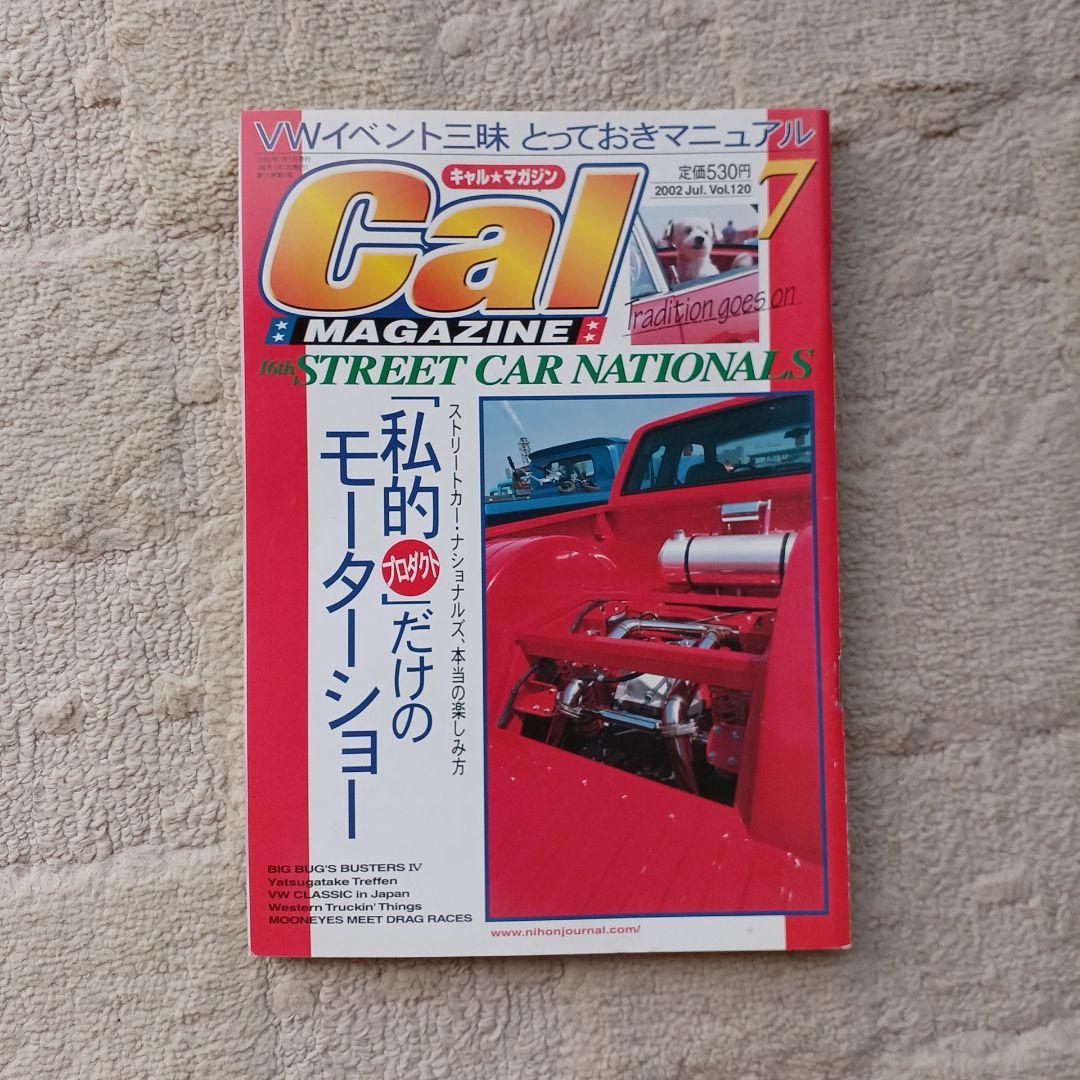 VWイベント三昧 とっておきマニュアル
キャル★マガジン
定価530円
2002 Jul. Vol.120
7
Cal
MAGAZINE
Tradition goes on
16th STREET CAR NATIONALS
ストリートカー・ナショナルズ、本当の楽しみ方
「私的プロダクト」だけの
モーターショー
BIG BUG'S BUSTERS IV
Yatsugatake Treffen
VW CLASSIC in Japan
Western Truckin' Things
MOONEYES MEET DRAG RACES
www.nihonjournal.com/